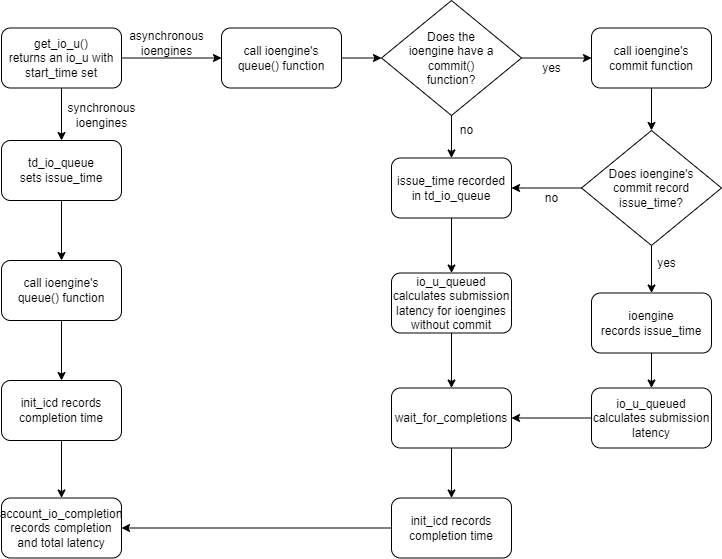 get_io_u()
returns an io_u with
start_time set
asynchronous
ioengines
call ioengine's
queue() function
Does the
ioengine have a
commit()
function?
yes
call ioengine's
commit function
synchronous
ioengines
no
td_io_queue
sets issue_time
issue_time recorded
in td_io_queue
no
Does ioengine's
commit record
issue_time?
yes
call ioengine's
queue() function
io_u_queued
calculates submission
latency for ioengines
without commit
ioengine
records issue_time
init_icd records
completion time
wait_for_completions
io_u_queued
calculates submission
latency
account_io_completion
records completion
and total latency
init_icd records
completion time